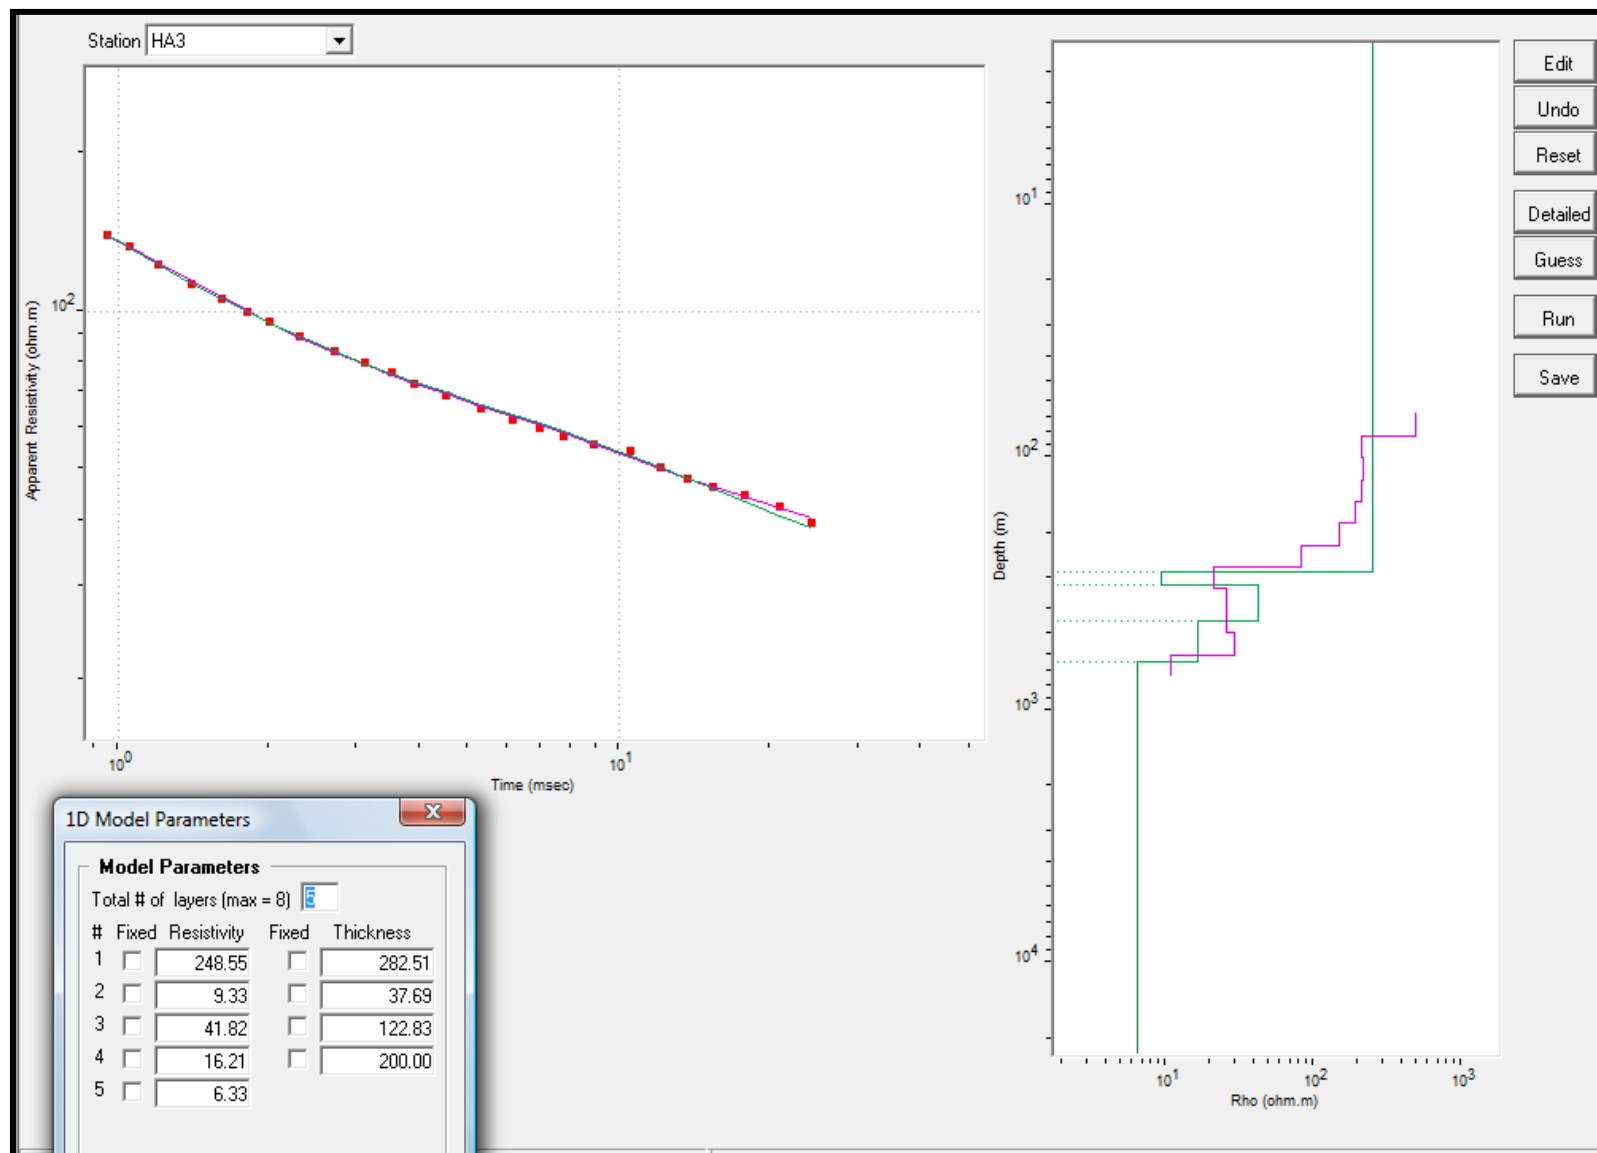 Station HA3
Edit
Undo
Reset
Detailed
Guess
Run
Save
Apparent Resistivity (ohm.m)
10²
10⁰ 10¹
Time (msec)
Depth (m)
10¹
10²
10³
10⁴
10¹ 10² 10³
Rho (ohm.m)
1D Model Parameters
Model Parameters
Total # of layers (max = 8) 5
# Fixed Resistivity Fixed Thickness
1 248.55 282.51
2 9.33 37.69
3 41.82 122.83
4 16.21 200.00
5 6.33